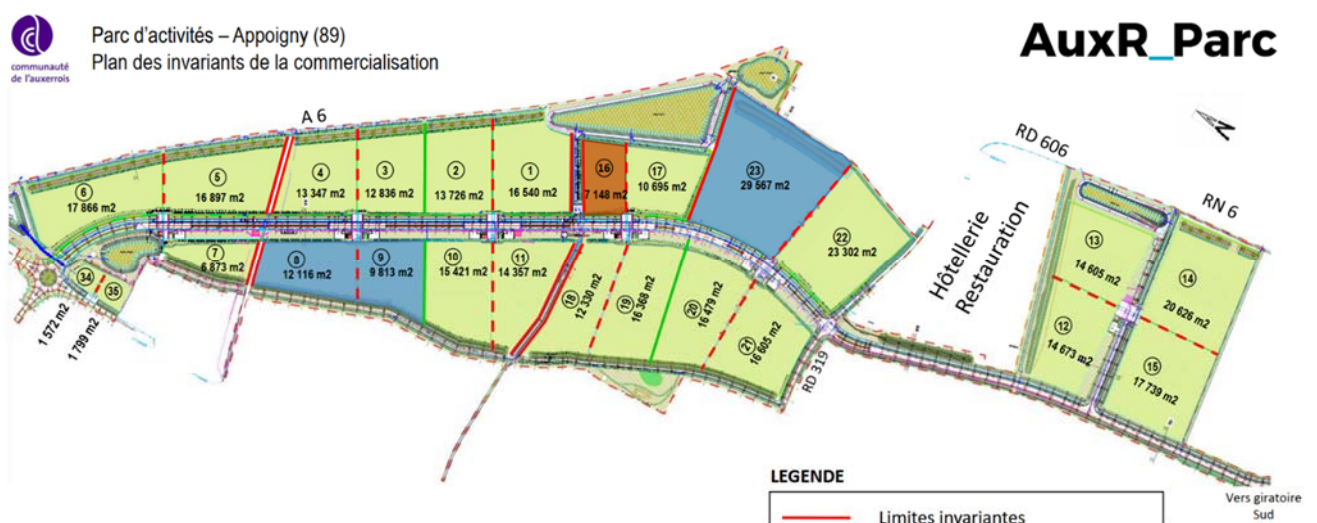 communauté
de l'auxerrois
Parc d'activités – Appoigny (89)
Plan des invariants de la commercialisation
AuxR_Parc
A 6
N
RD 606
RN 6
6
17 866 m2
5
16 897 m2
4
13 347 m2
3
12 836 m2
2
13 726 m2
1
16 540 m2
16
7 148 m2
17
10 695 m2
23
29 567 m2
22
23 302 m2
Hôtellerie
Restauration
13
14 605 m2
14
20 626 m2
12
14 673 m2
15
17 739 m2
7
6 873 m2
8
12 116 m2
9
9 813 m2
10
15 421 m2
11
14 357 m2
18
12 330 m2
19
16 368 m2
20
16 479 m2
21
16 605 m2
RD 319
34
35
1 572 m2
1 799 m2
LEGENDE
Limites invariantes
Vers giratoire
Sud